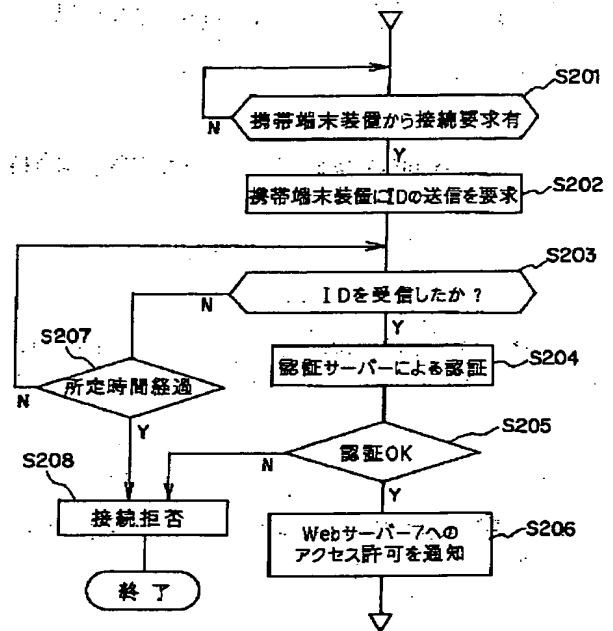 S201
携帯端末装置から接続要求有
N
Y
S202
携帯端末装置にIDの送信を要求
S203
IDを受信したか?
N
Y
S207
所定時間経過
N
Y
S204
認証サーバーによる認証
S205
認証OK
N
Y
S208
接続拒否
S206
Webサーバー7への
アクセス許可を通知
終了